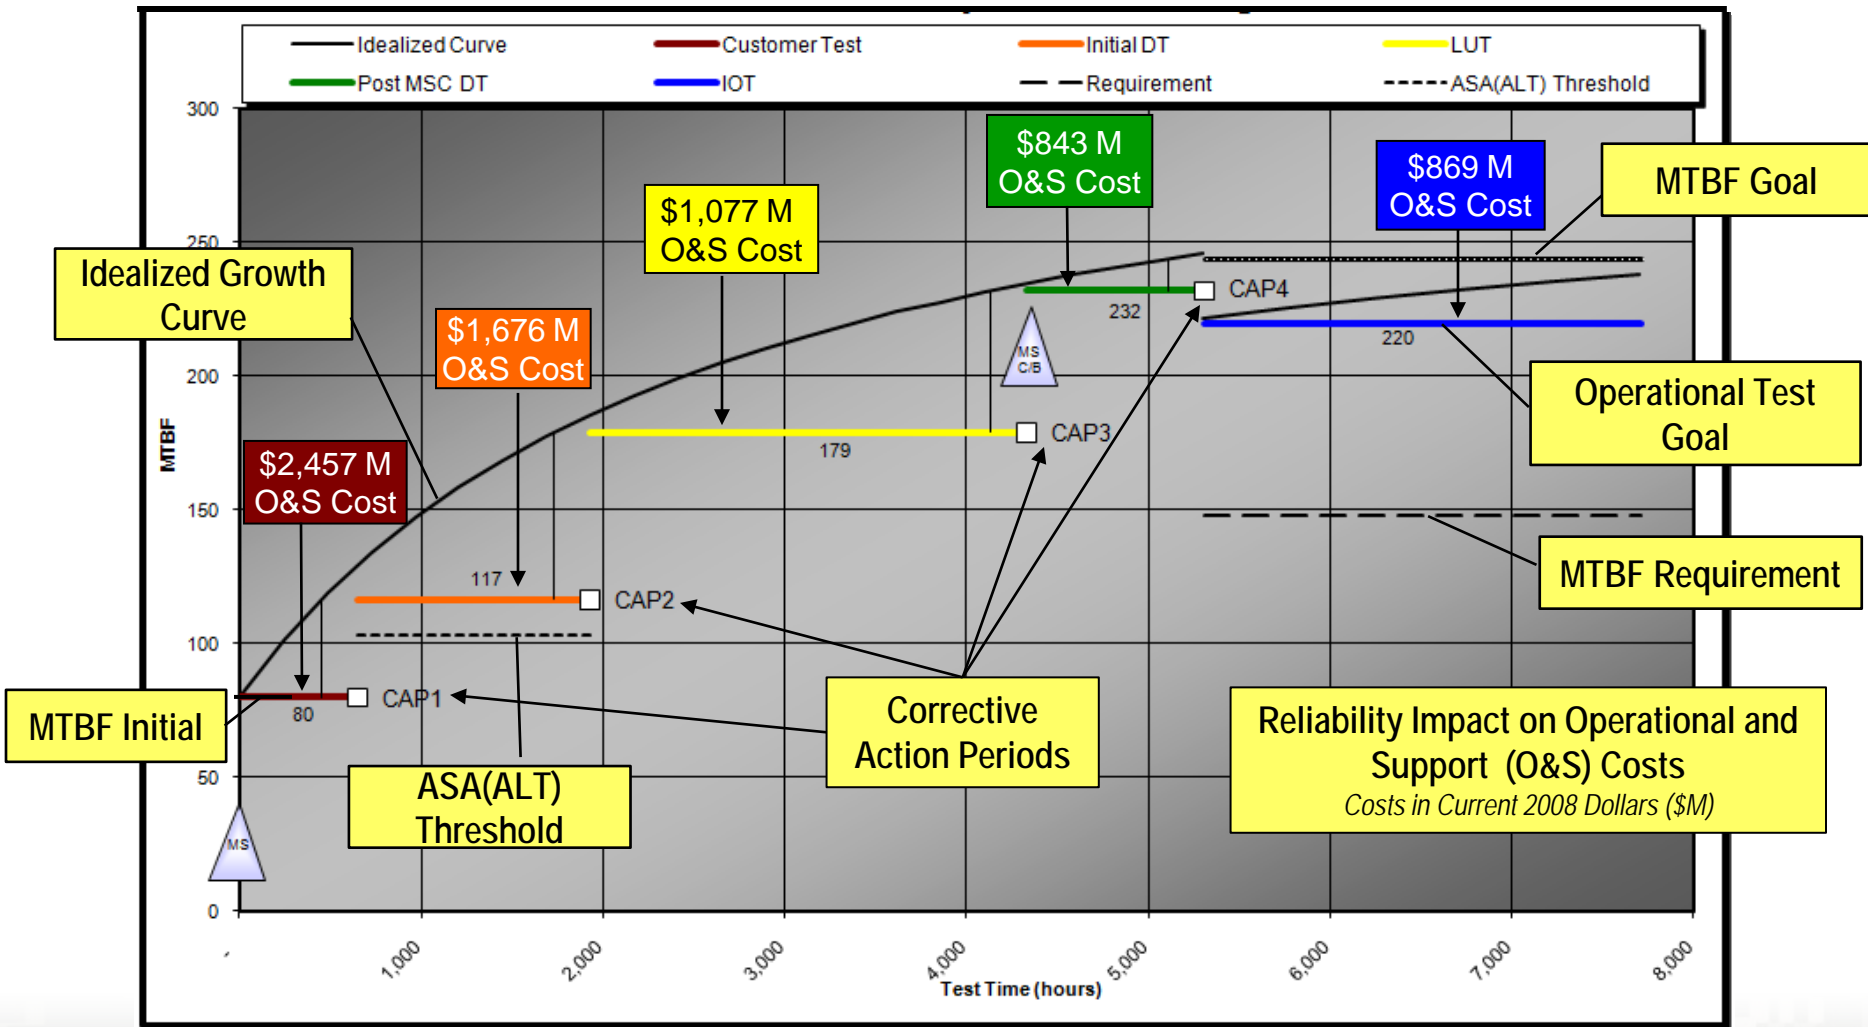 Idealized Curve
Customer Test
Initial DT
LUT
Post MSC DT
IOT
Requirement
ASA(ALT) Threshold
300
250
200
150
100
50
0
MTBF
$843 M
O&S Cost
$869 M
O&S Cost
MTBF Goal
$1,077 M
O&S Cost
Idealized Growth
Curve
$1,676 M
O&S Cost
CAP4
232
220
MS
C/B
Operational Test
Goal
$2,457 M
O&S Cost
179
CAP3
MTBF Requirement
117
CAP2
MTBF Initial
80
CAP1
Corrective
Action Periods
Reliability Impact on Operational and
Support (O&S) Costs
Costs in Current 2008 Dollars ($M)
ASA(ALT)
Threshold
MS
-
1,000
2,000
3,000
4,000
5,000
6,000
7,000
8,000
Test Time (hours)